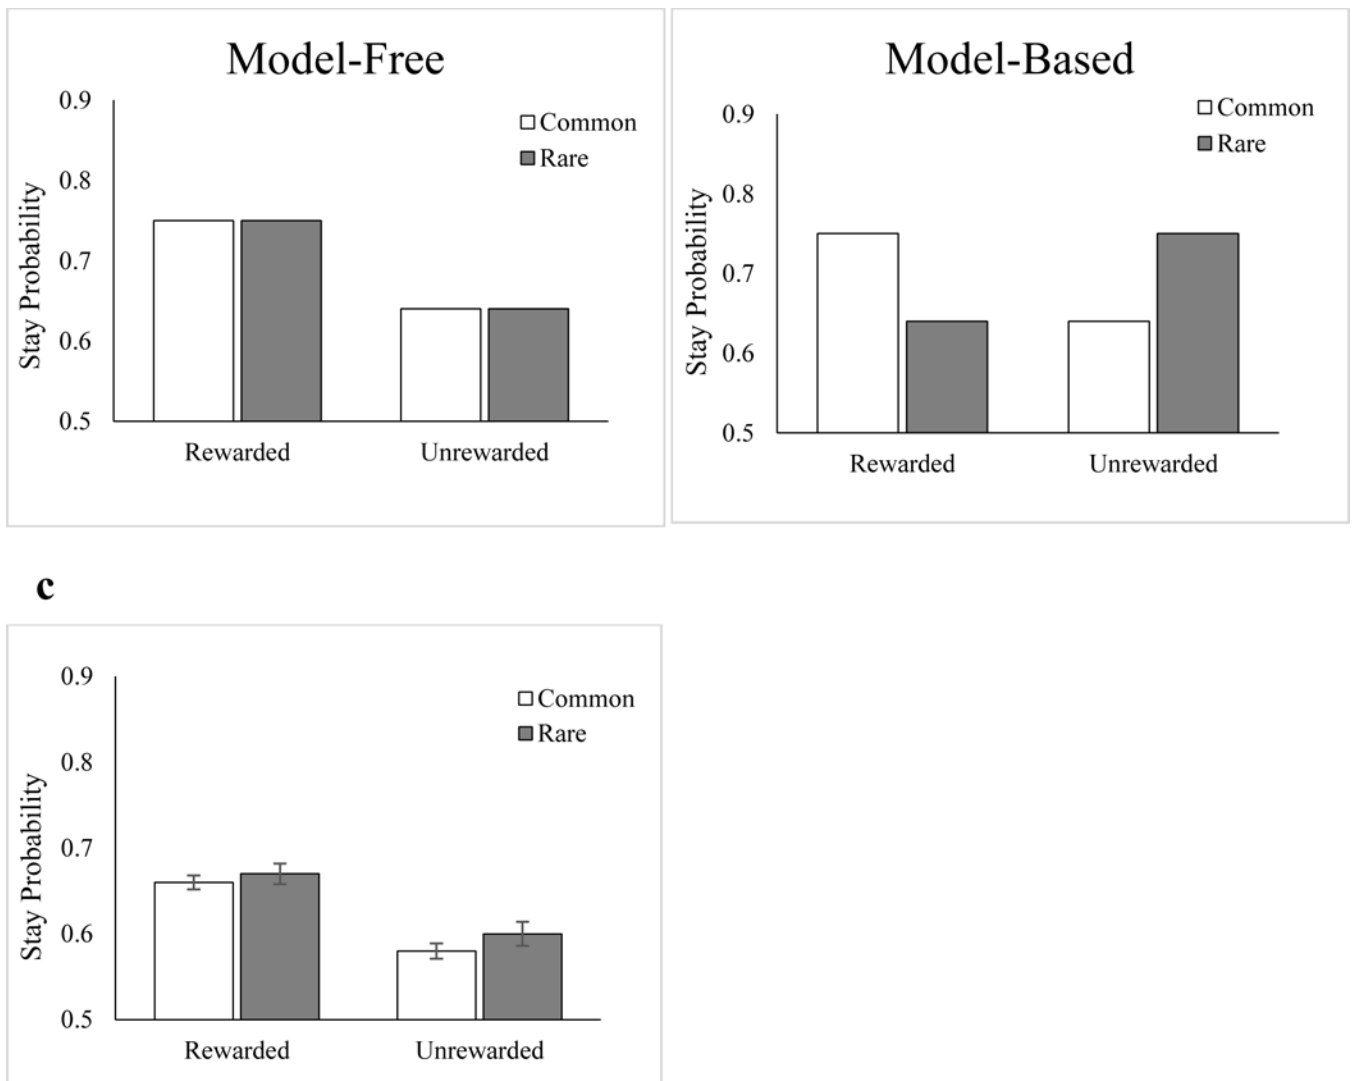 Model-Free
0.9
0.8
0.7
0.6
0.5
Stay Probability
Common
Rare
Rewarded
Unrewarded
Model-Based
0.9
0.8
0.7
0.6
0.5
Stay Probability
Common
Rare
Rewarded
Unrewarded
c
0.9
0.8
0.7
0.6
0.5
Stay Probability
Common
Rare
Rewarded
Unrewarded